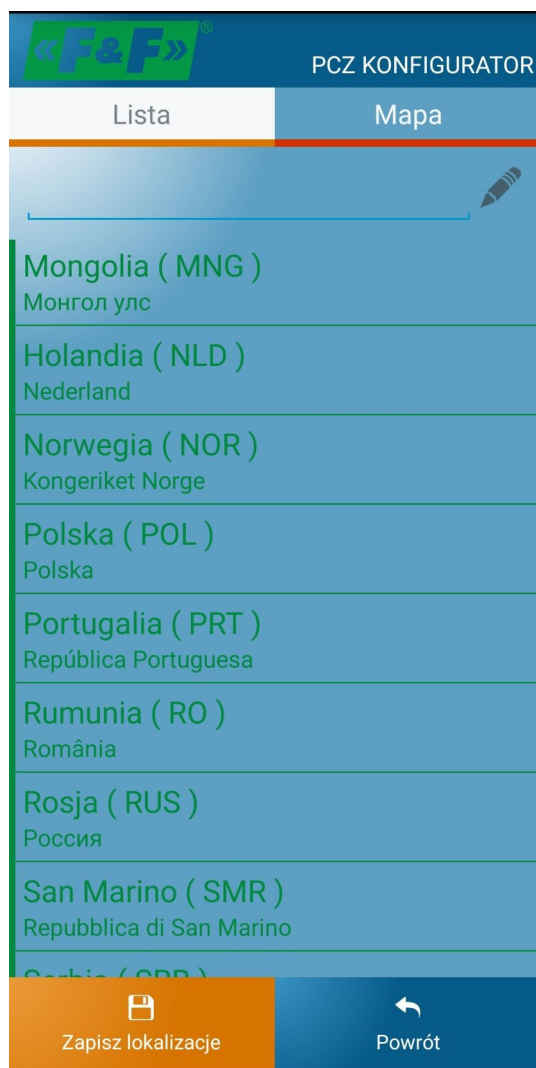 «F&F»®
PCZ KONFIGURATOR
Lista
Mapa
Mongolia ( MNG )
Монгол улс
Holandia ( NLD )
Nederland
Norwegia ( NOR )
Kongeriket Norge
Polska ( POL )
Polska
Portugalia ( PRT )
República Portuguesa
Rumunia ( RO )
România
Rosja ( RUS )
Россия
San Marino ( SMR )
Repubblica di San Marino
Zapisz lokalizacje
Powrót